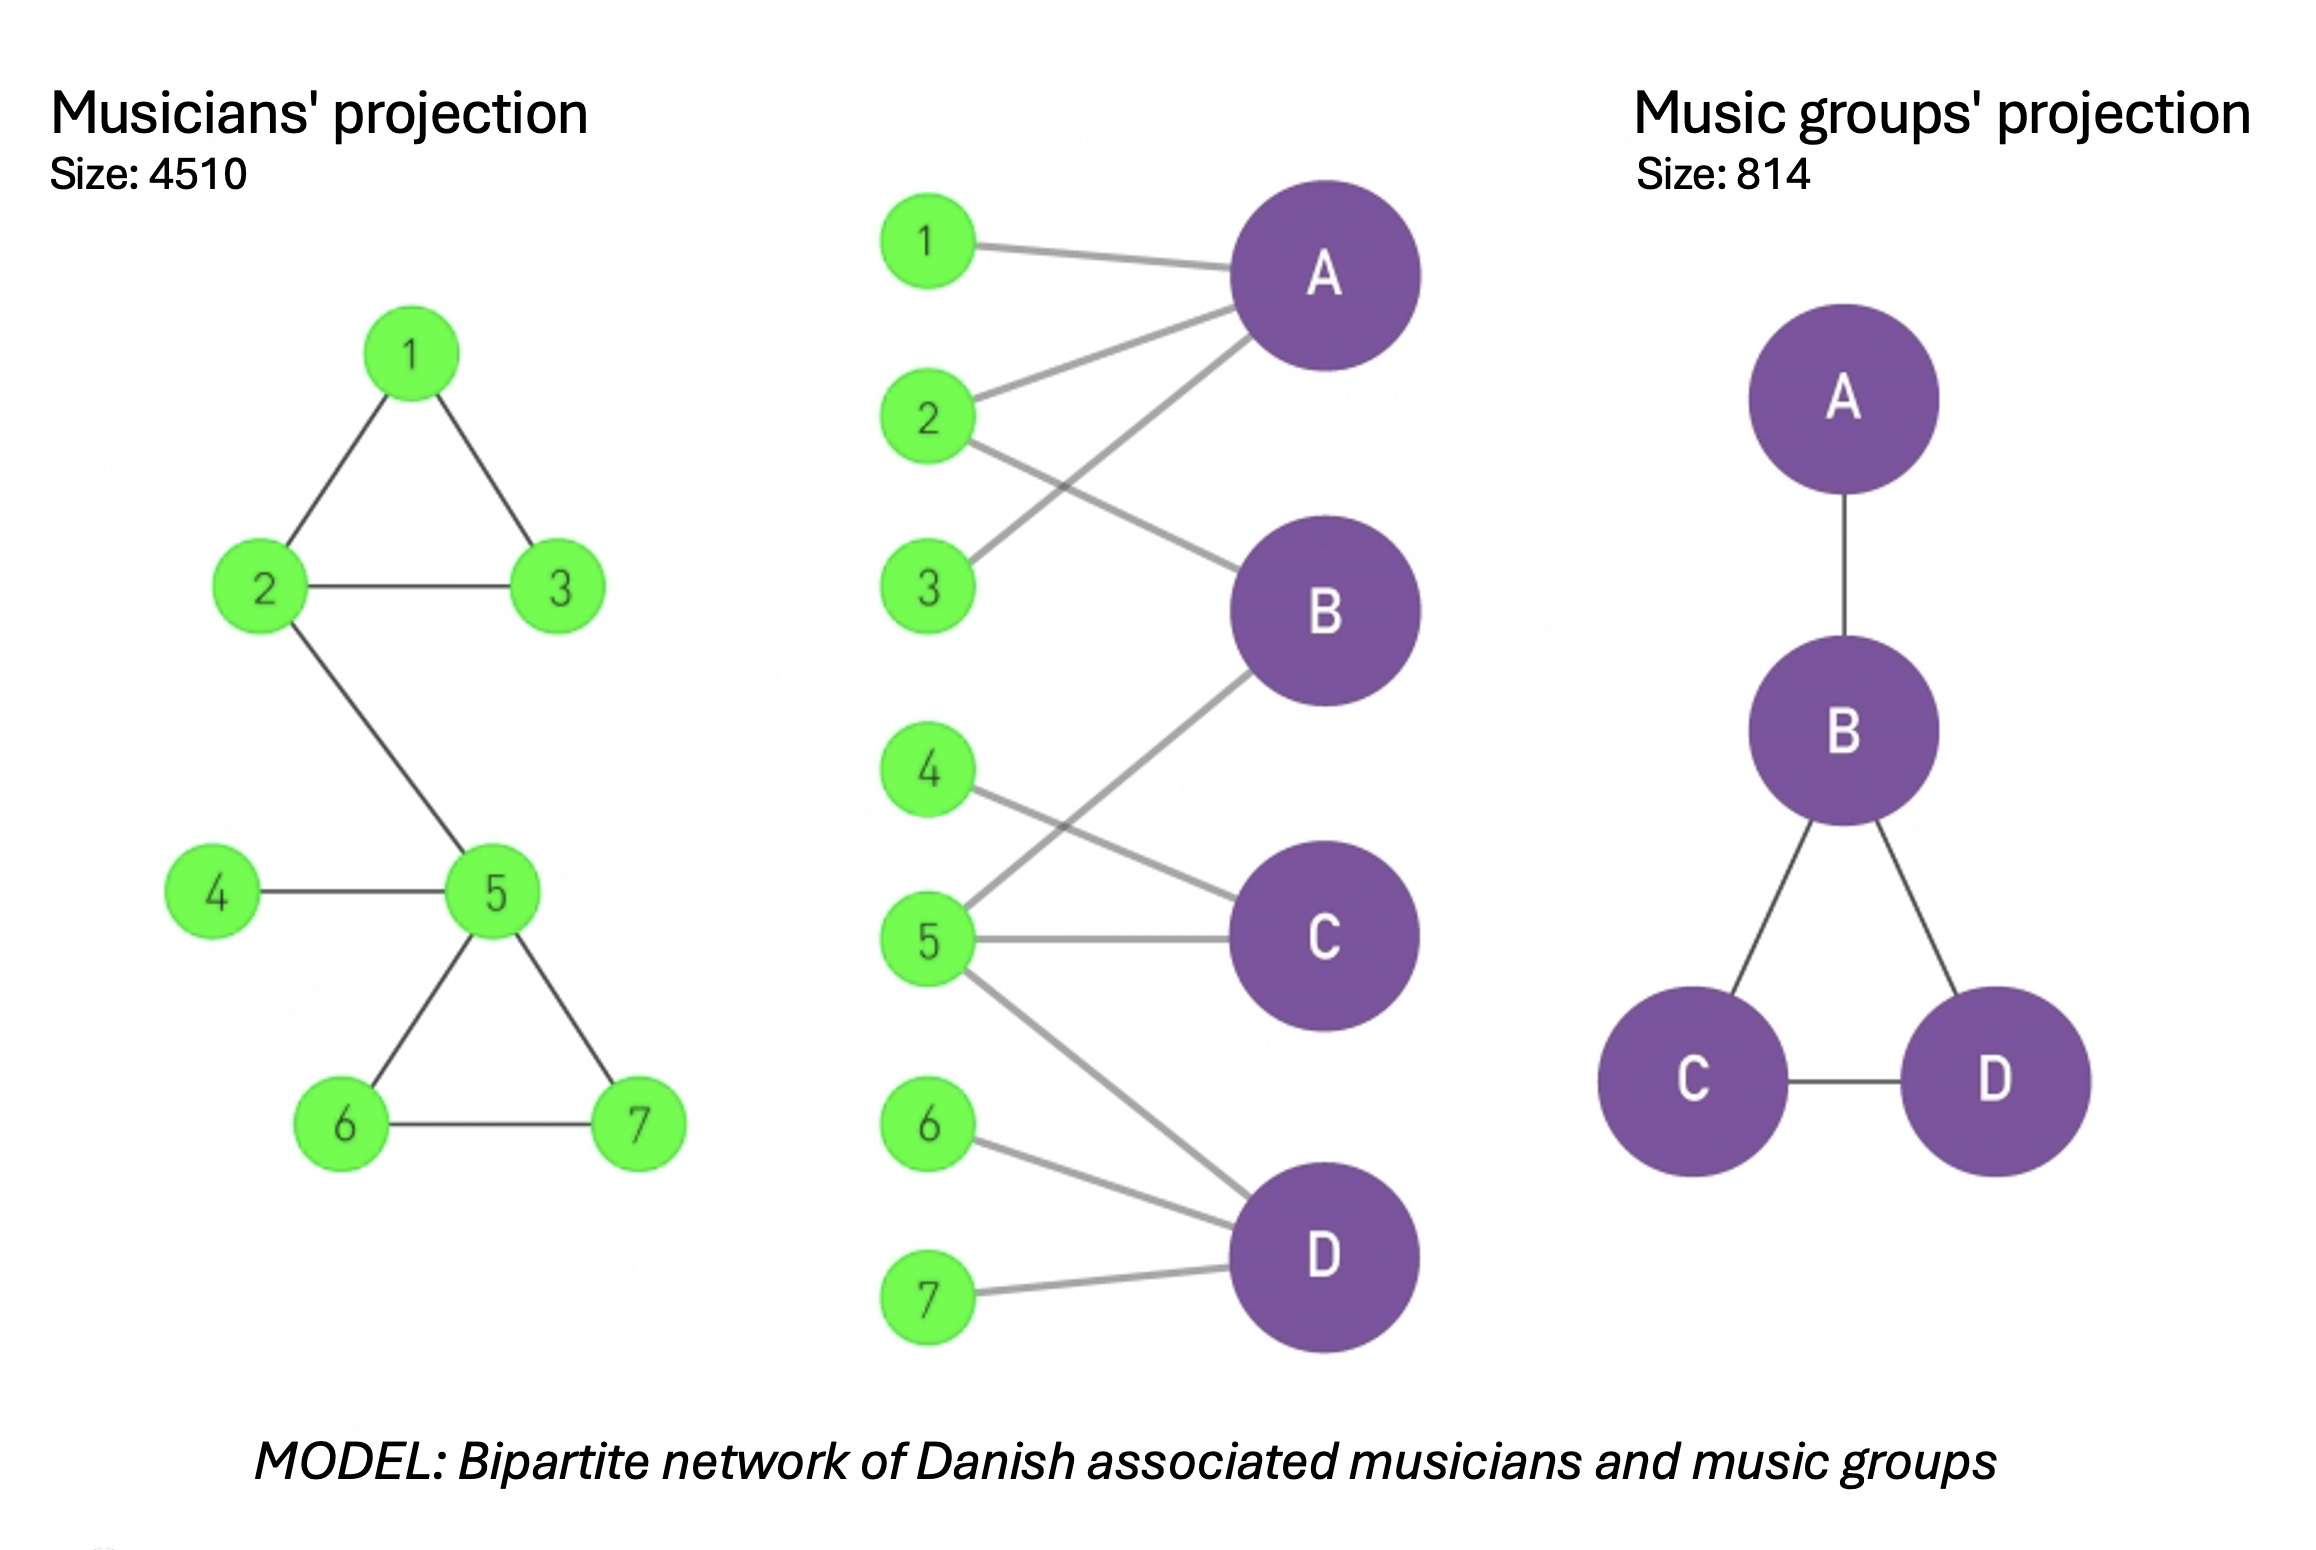 Musicians' projection
Size: 4510
1
2
3
4
5
6
7
1
2
3
4
5
6
7
A
B
C
D
Music groups' projection
Size: 814
A
B
C
D
MODEL: Bipartite network of Danish associated musicians and music groups